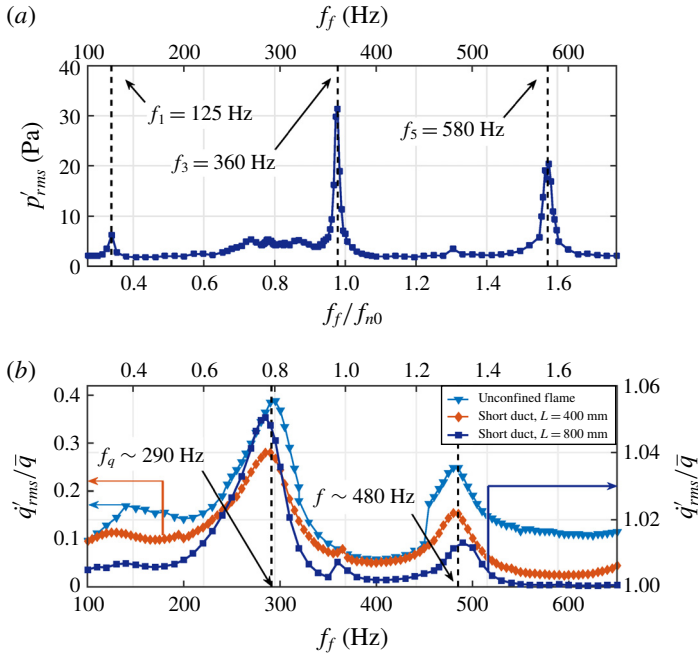 (a)
f_f (Hz)
100 200 300 400 500 600
40
30
20
10
0
p′_rms (Pa)
f_1 = 125 Hz
f_3 = 360 Hz
f_5 = 580 Hz
0.4 0.6 0.8 1.0 1.2 1.4 1.6
f_f/f_n0
(b)
0.4 0.6 0.8 1.0 1.2 1.4 1.6
0.4
0.3
0.2
0.1
0
q̇′_rms/q̅
Unconfined flame
Short duct, L = 400 mm
Short duct, L = 800 mm
f_q ~ 290 Hz
f ~ 480 Hz
1.06
1.04
1.02
1.00
q̇′_rms/q̅
100 200 300 400 500 600
f_f (Hz)